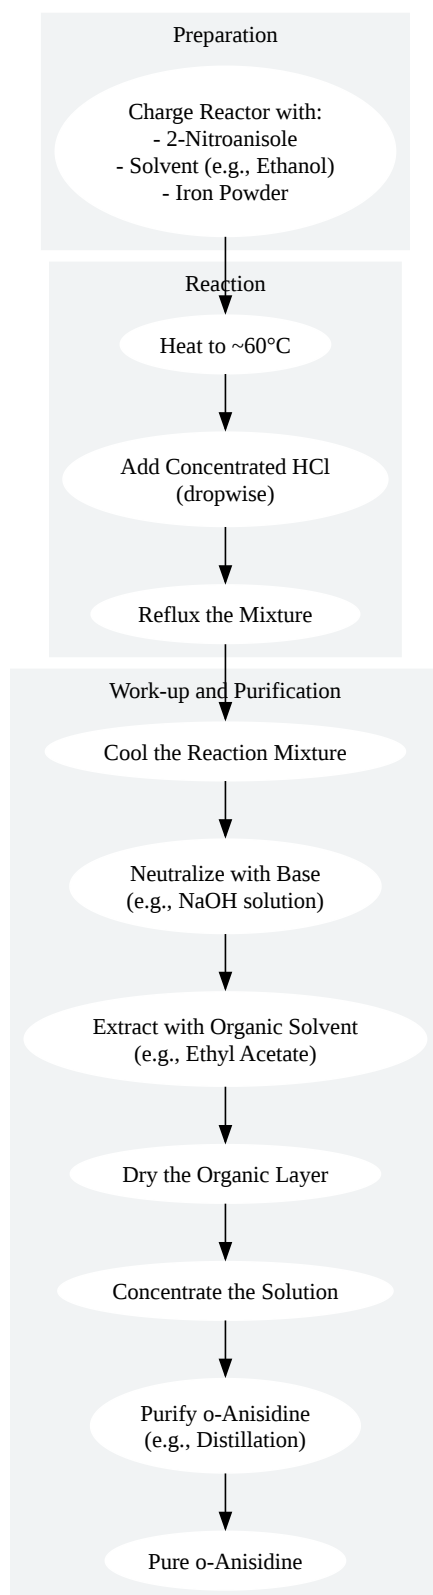 Preparation
Charge Reactor with:
- 2-Nitroanisole
- Solvent (e.g., Ethanol)
- Iron Powder
Reaction
Heat to ~60°C
Add Concentrated HCl
(dropwise)
Reflux the Mixture
Work-up and Purification
Cool the Reaction Mixture
Neutralize with Base
(e.g., NaOH solution)
Extract with Organic Solvent
(e.g., Ethyl Acetate)
Dry the Organic Layer
Concentrate the Solution
Purify o-Anisidine
(e.g., Distillation)
Pure o-Anisidine